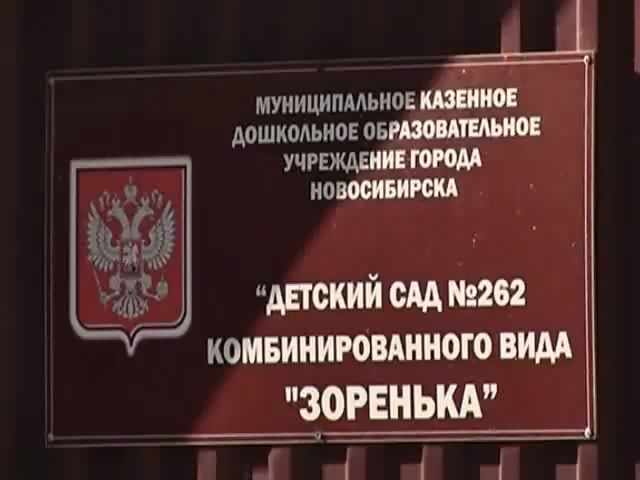 МУНИЦИПАЛЬНОЕ КАЗЕННОЕ
ДОШКОЛЬНОЕ ОБРАЗОВАТЕЛЬНОЕ
УЧРЕЖДЕНИЕ ГОРОДА
НОВОСИБИРСКА
“ДЕТСКИЙ САД №262
КОМБИНИРОВАННОГО ВИДА
"ЗОРЕНЬКА”